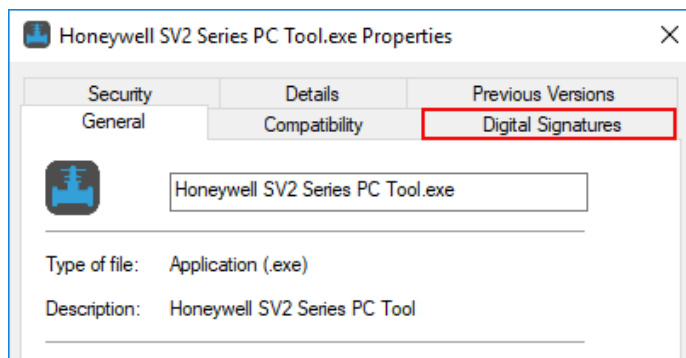 Honeywell SV2 Series PC Tool.exe Properties
Security Details Previous Versions
General Compatibility Digital Signatures
Honeywell SV2 Series PC Tool.exe
Type of file: Application (.exe)
Description: Honeywell SV2 Series PC Tool